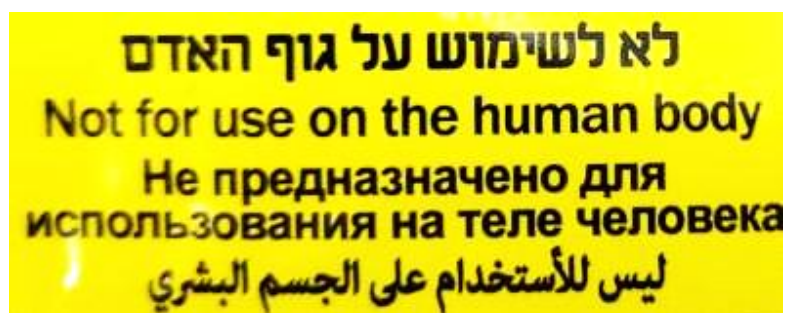 לא לשימוש על גוף האדם
Not for use on the human body
Не предназначено для
использования на теле человека
ليس للأستخدام على الجسم البشري